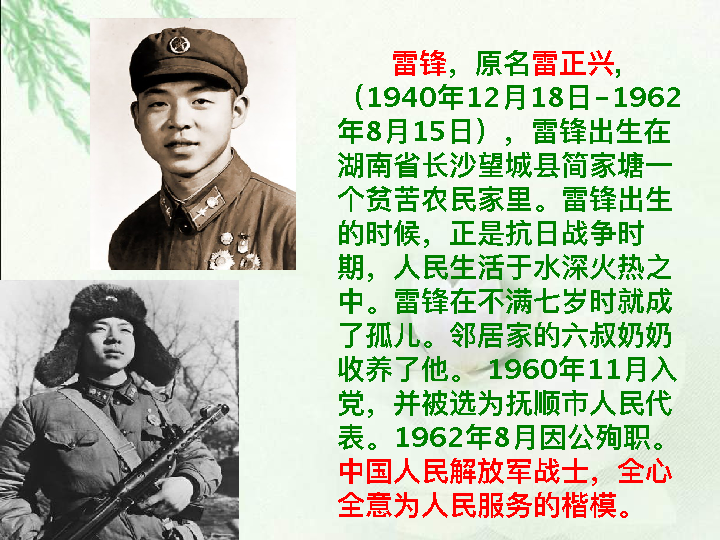 雷锋，原名雷正兴，
（1940年12月18日–1962
年8月15日），雷锋出生在
湖南省长沙望城县简家塘一
个贫苦农民家里。雷锋出生
的时候，正是抗日战争时
期，人民生活于水深火热之
中。雷锋在不满七岁时就成
了孤儿。邻居家的六叔奶奶
收养了他。 1960年11月入
党，并被选为抚顺市人民代
表。1962年8月因公殉职。
中国人民解放军战士，全心
全意为人民服务的楷模。